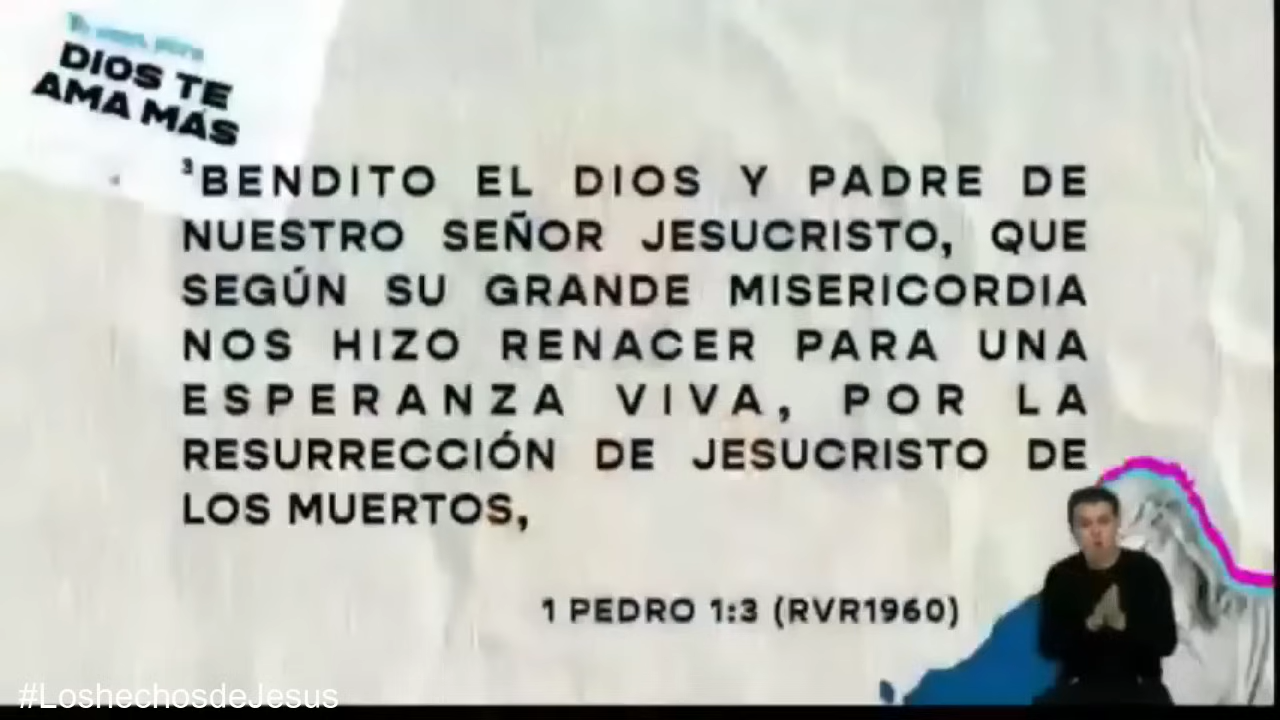 DIOS TE
AMA MÁS
³BENDITO EL DIOS Y PADRE DE
NUESTRO SEÑOR JESUCRISTO, QUE
SEGÚN SU GRANDE MISERICORDIA
NOS HIZO RENACER PARA UNA
ESPERANZA VIVA, POR LA
RESURRECCIÓN DE JESUCRISTO DE
LOS MUERTOS,
1 PEDRO 1:3 (RVR1960)
#LoshechosdeJesus